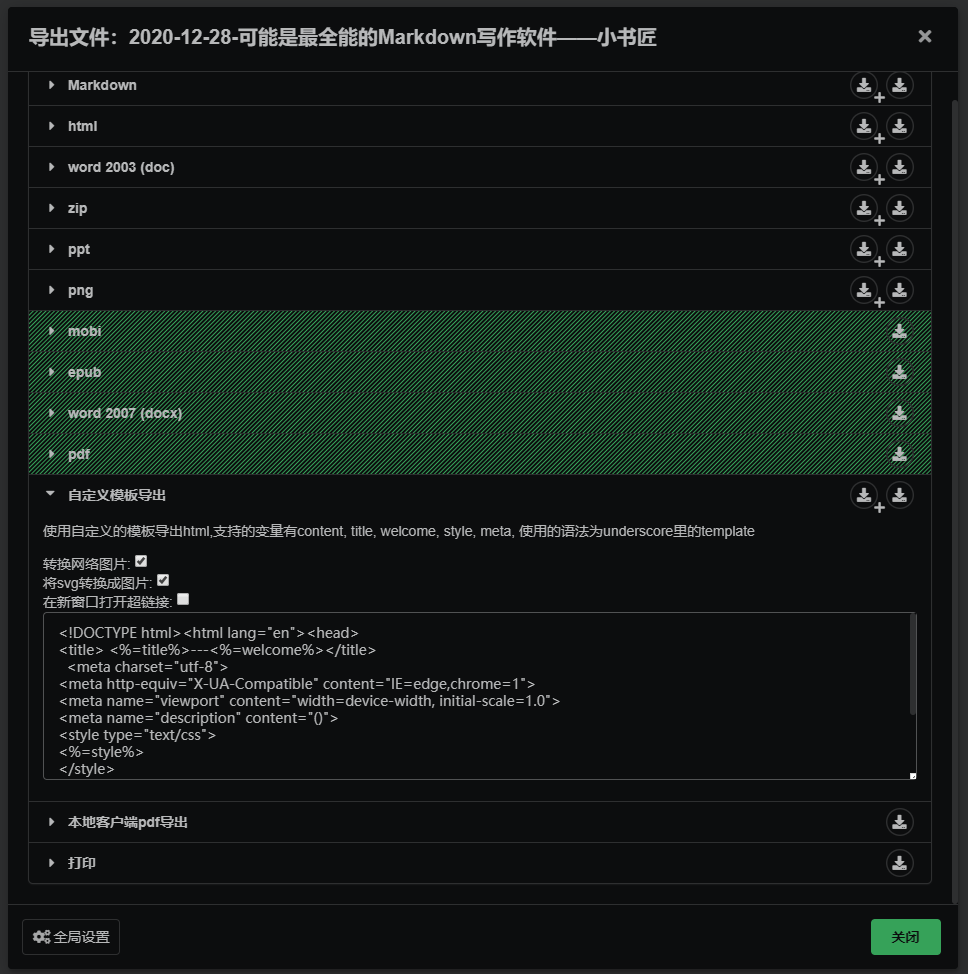 导出文件：2020-12-28-可能是最全能的Markdown写作软件——小书匠
Markdown
html
word 2003 (doc)
zip
ppt
png
mobi
epub
word 2007 (docx)
pdf
自定义模板导出
使用自定义的模板导出html,支持的变量有content, title, welcome, style, meta, 使用的语法为underscore里的template
转换网络图片:
将svg转换成图片:
在新窗口打开超链接:
<!DOCTYPE html><html lang="en"><head>
<title> <%=title%>---<%=welcome%></title>
<meta charset="utf-8">
<meta http-equiv="X-UA-Compatible" content="IE=edge,chrome=1">
<meta name="viewport" content="width=device-width, initial-scale=1.0">
<meta name="description" content="()">
<style type="text/css">
<%=style%>
</style>
本地客户端pdf导出
打印
全局设置
关闭